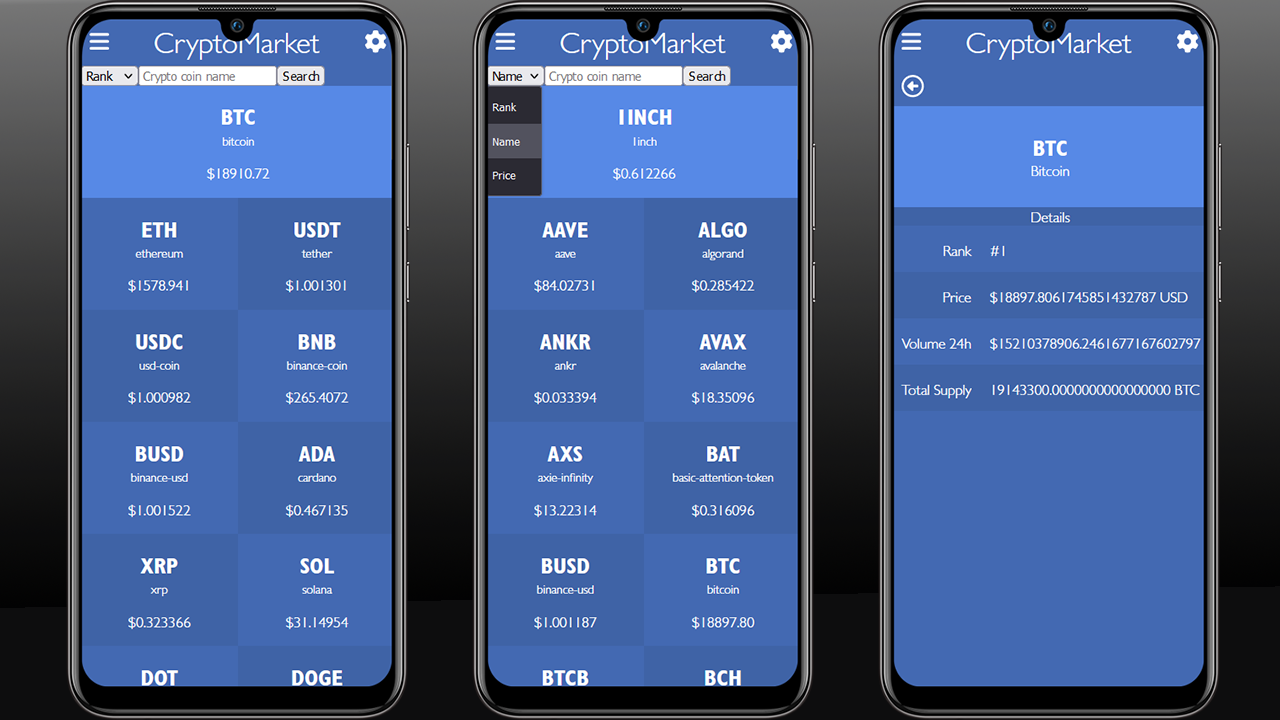 CryptoMarket
Rank Crypto coin name Search
BTC
bitcoin
$18910.72
ETH
ethereum
$1578.941
USDT
tether
$1.001301
USDC
usd-coin
$1.000982
BNB
binance-coin
$265.4072
BUSD
binance-usd
$1.001522
ADA
cardano
$0.467135
XRP
xrp
$0.323366
SOL
solana
$31.14954
DOT
DOGE
CryptoMarket
Name Crypto coin name Search
Rank
Name
Price
1INCH
1inch
$0.612266
AAVE
aave
$84.02731
ALGO
algorand
$0.285422
ANKR
ankr
$0.033394
AVAX
avalanche
$18.35096
AXS
axie-infinity
$13.22314
BAT
basic-attention-token
$0.316096
BUSD
binance-usd
$1.001187
BTC
bitcoin
$18897.80
BTCB
BCH
CryptoMarket
BTC
Bitcoin
Details
Rank #1
Price $18897.8061745851432787 USD
Volume 24h $15210378906.2461677167602797
Total Supply 19143300.0000000000000000 BTC